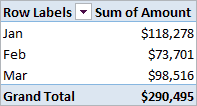 Row Labels Sum of Amount
Jan $118,278
Feb $73,701
Mar $98,516
Grand Total $290,495